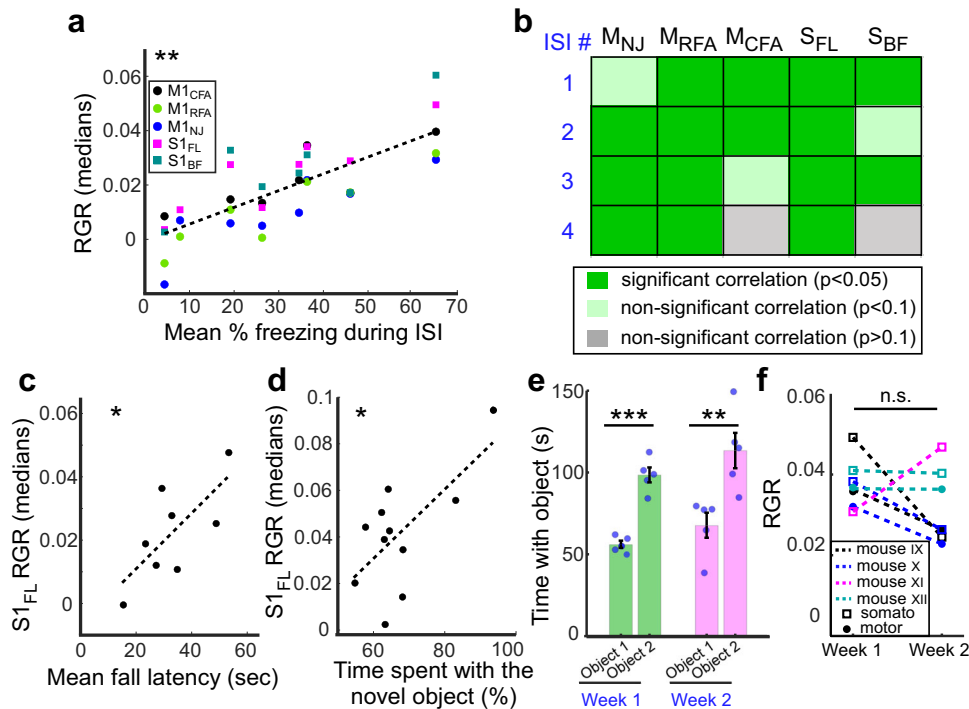 a
**
M1CFA
M1RFA
M1NJ
S1FL
S1BF
0.06
0.04
0.02
0
RGR (medians)
0 10 20 30 40 50 60 70
Mean % freezing during ISI
b
ISI # MNJ MRFA MCFA SFL SBF
1
2
3
4
significant correlation (p<0.05)
non-significant correlation (p<0.1)
non-significant correlation (p>0.1)
c
*
0.06
0.04
0.02
0
S1FL RGR (medians)
0 20 40 60
Mean fall latency (sec)
d
*
0.1
0.08
0.06
0.04
0.02
0
S1FL RGR (medians)
60 80 100
Time spent with the
novel object (%)
e
150
100
50
0
Time with object (s)
*** **
Object 1 Object 2 Object 1 Object 2
Week 1 Week 2
f
n.s.
0.06
0.04
0.02
0
RGR
mouse IX
mouse X
mouse XI
mouse XII
somato
motor
Week 1 Week 2